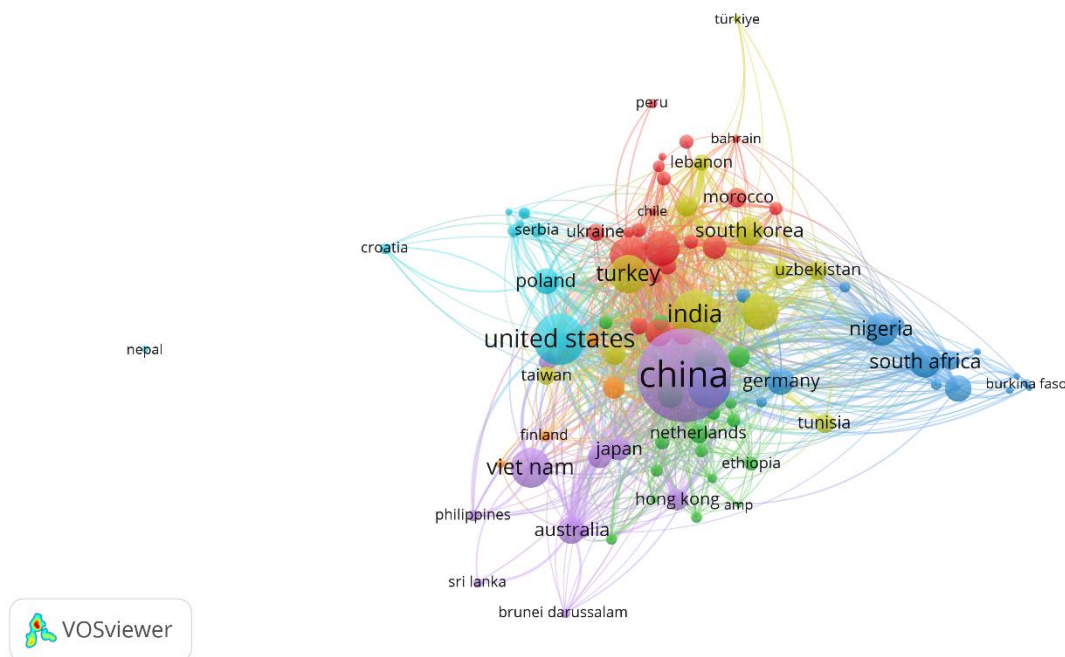 türkiye
peru
bahrain
lebanon
morocco
chile
ukraine
serbia
south korea
croatia
turkey
uzbekistan
poland
india
nigeria
united states
nepal
south africa
taiwan
china
germany
burkina faso
tunisia
finland
netherlands
japan
viet nam
ethiopia
hong kong
amp
philippines
australia
sri lanka
brunei darussalam
VOSviewer